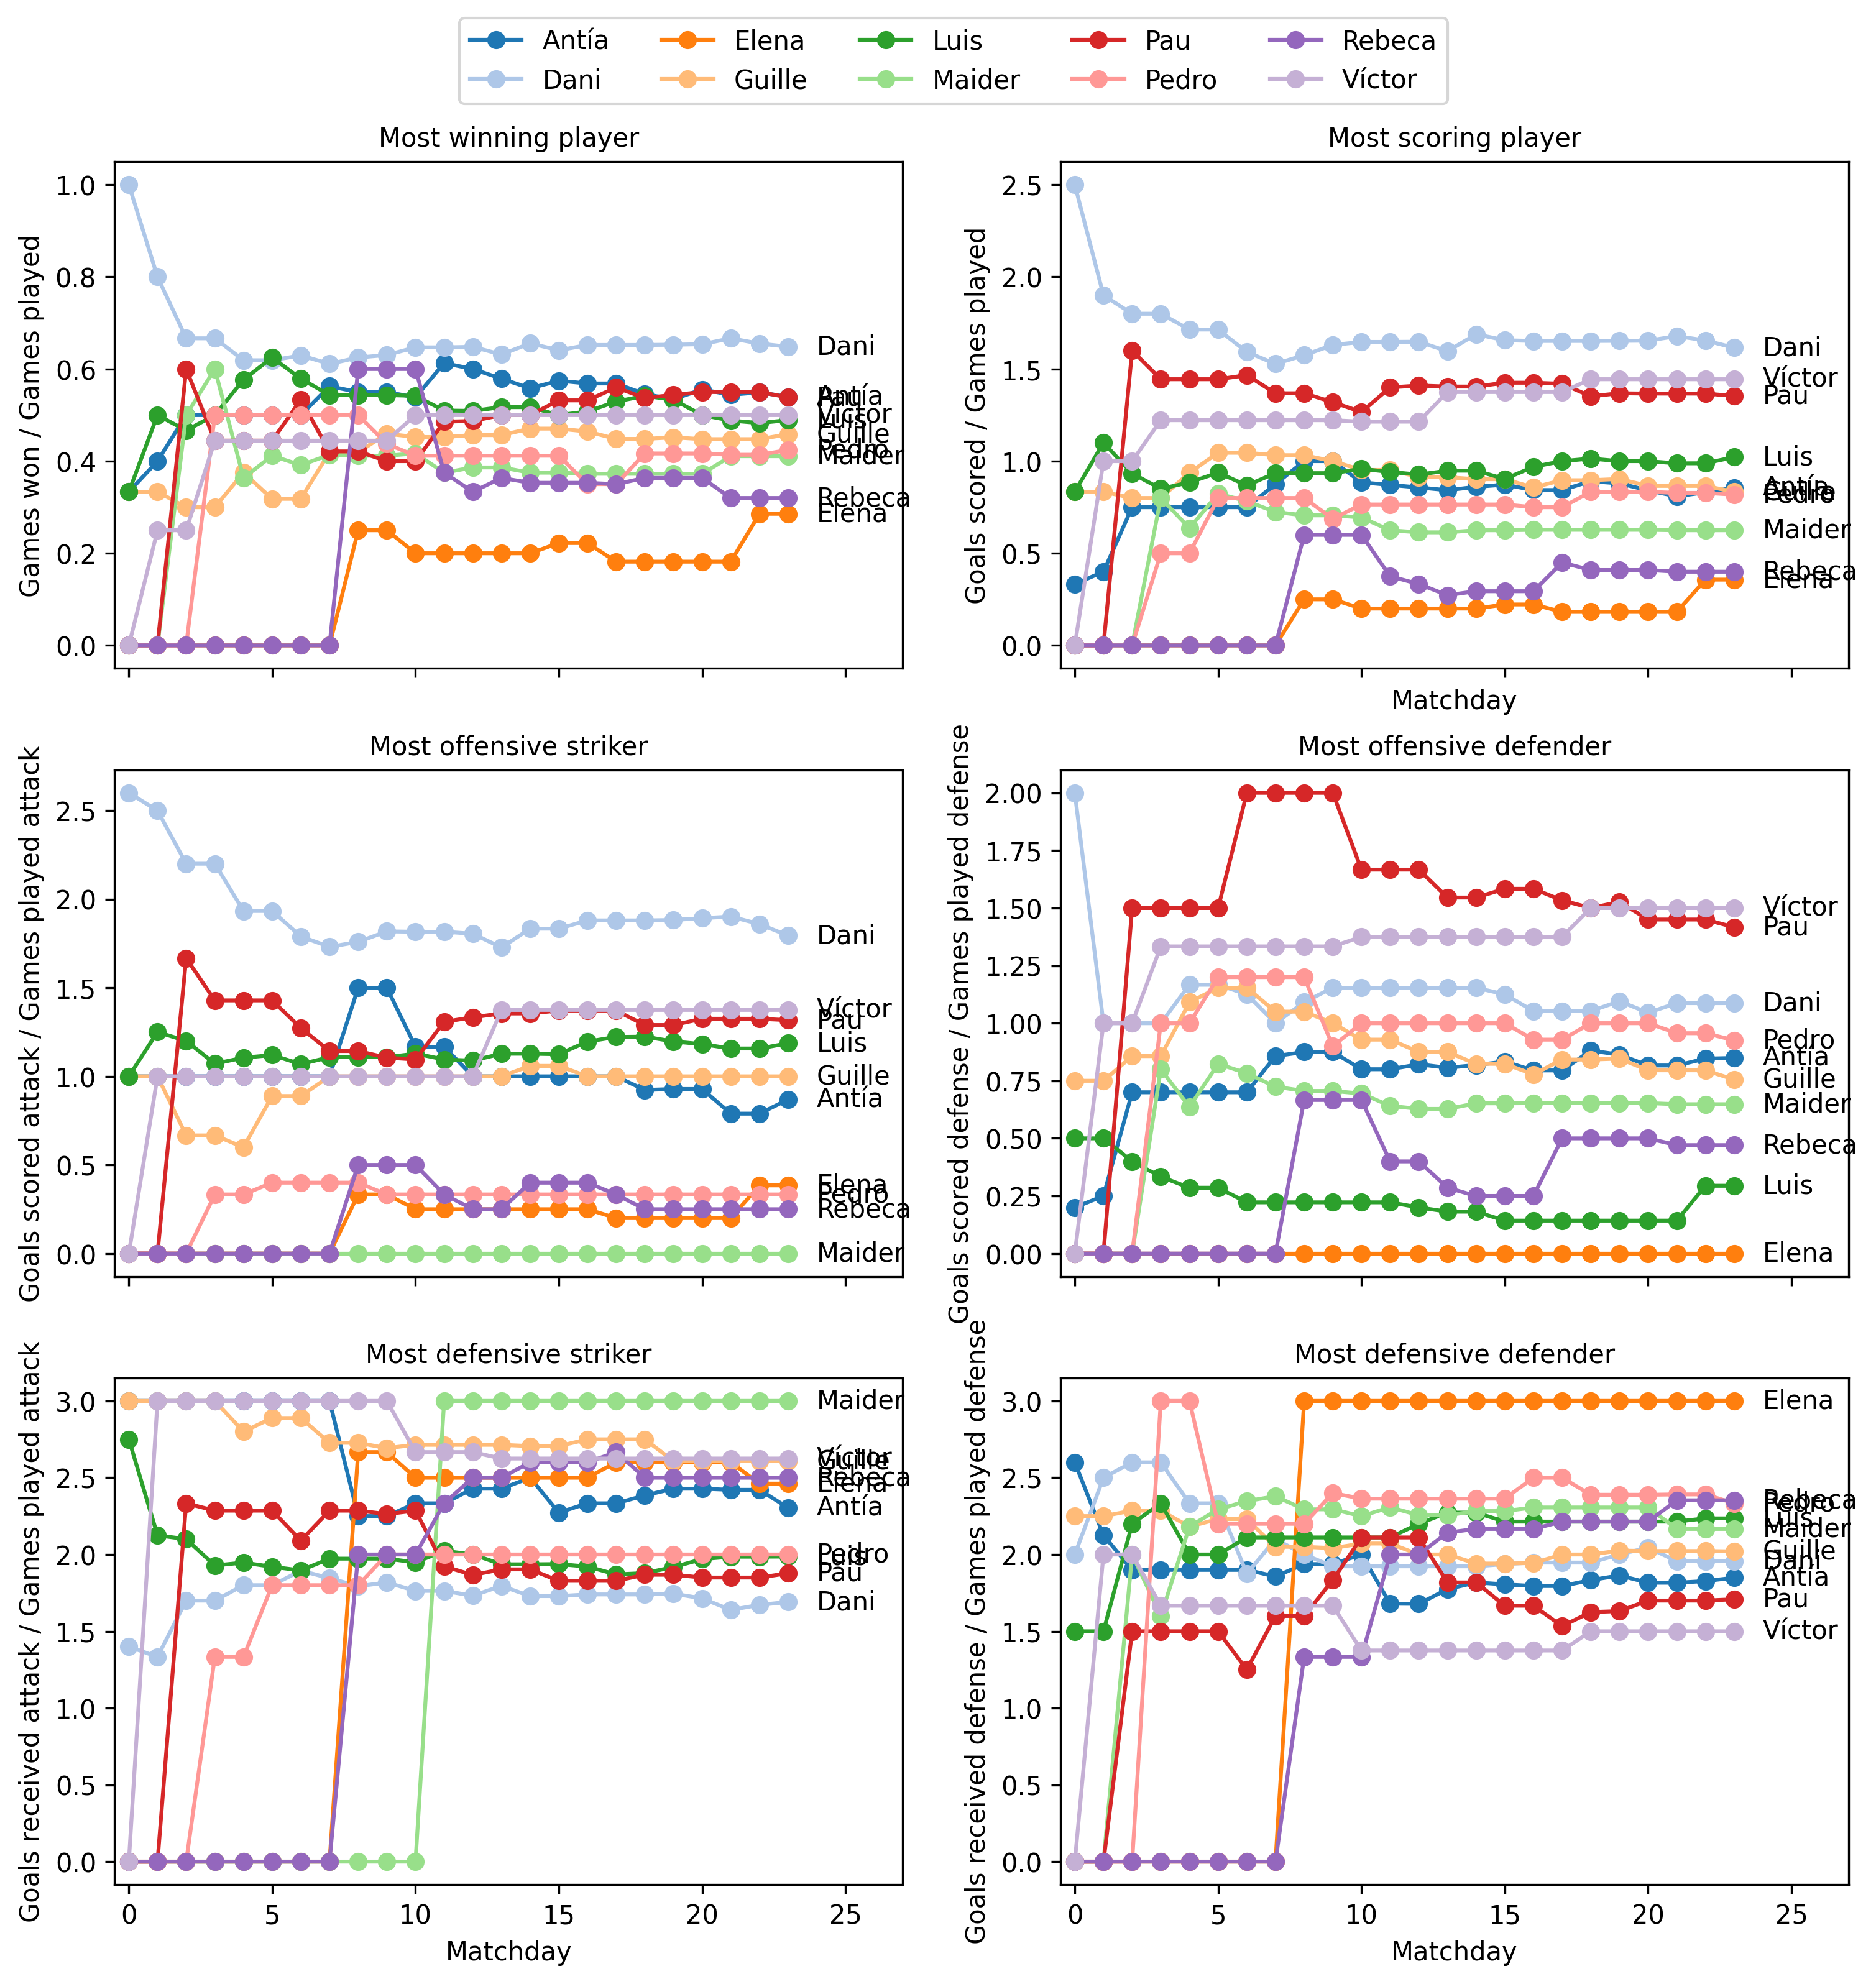 Antía Elena Luis Pau Rebeca
Dani Guille Maider Pedro Víctor
Most winning player
Games won / Games played
1.0
0.8
0.6
0.4
0.2
0.0
Dani
Antía
Pau
Víctor
Luis
Guille
Pedro
Maider
Rebeca
Elena
Most scoring player
Goals scored / Games played
2.5
2.0
1.5
1.0
0.5
0.0
Dani
Víctor
Pau
Luis
Antía
Guille
Pedro
Maider
Rebeca
Elena
Matchday
Most offensive striker
Goals scored attack / Games played attack
2.5
2.0
1.5
1.0
0.5
0.0
Dani
Víctor
Pau
Luis
Guille
Antía
Elena
Pedro
Rebeca
Maider
Most offensive defender
Goals scored defense / Games played defense
2.00
1.75
1.50
1.25
1.00
0.75
0.50
0.25
0.00
Víctor
Pau
Dani
Pedro
Antía
Guille
Maider
Rebeca
Luis
Elena
Most defensive striker
Goals received attack / Games played attack
3.0
2.5
2.0
1.5
1.0
0.5
0.0
Maider
Víctor
Guille
Rebeca
Elena
Antía
Pedro
Luis
Pau
Dani
0 5 10 15 20 25
Matchday
Most defensive defender
Goals received defense / Games played defense
3.0
2.5
2.0
1.5
1.0
0.5
0.0
Elena
Rebeca
Pedro
Luis
Maider
Guille
Dani
Antía
Pau
Víctor
0 5 10 15 20 25
Matchday